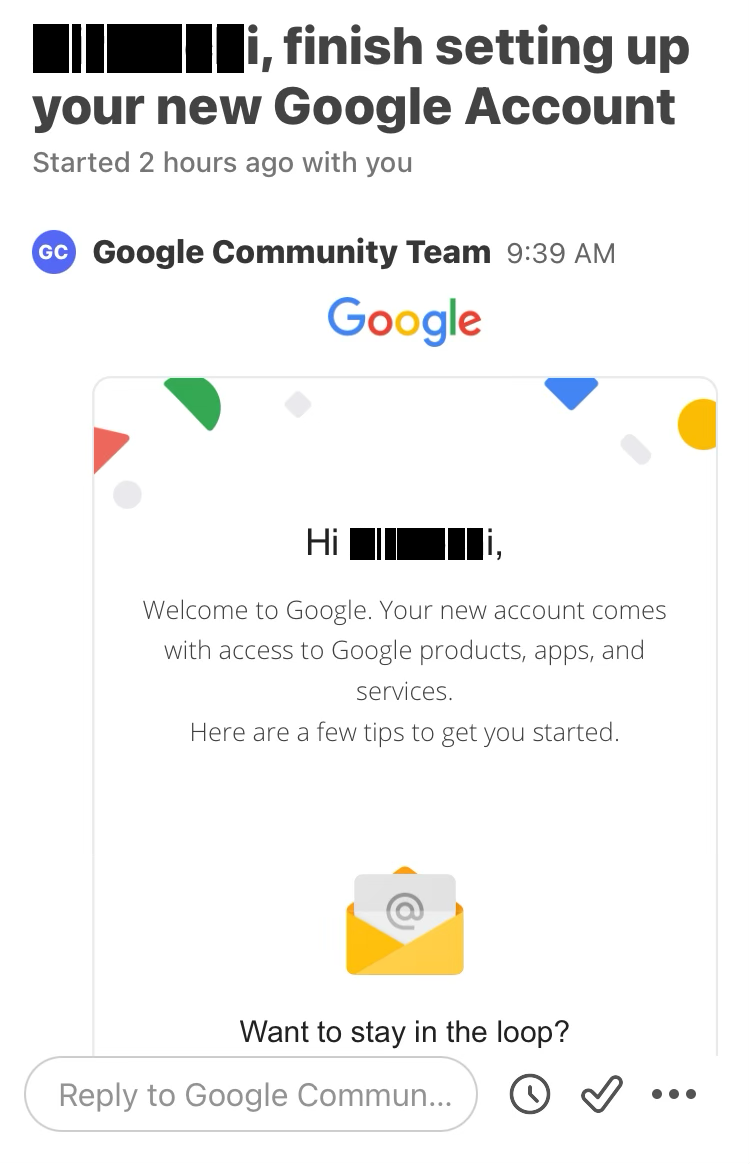 i, finish setting up
your new Google Account
Started 2 hours ago with you
GC Google Community Team 9:39 AM
Google
Hi i,
Welcome to Google. Your new account comes
with access to Google products, apps, and
services.
Here are a few tips to get you started.
@
Want to stay in the loop?
Reply to Google Commun...